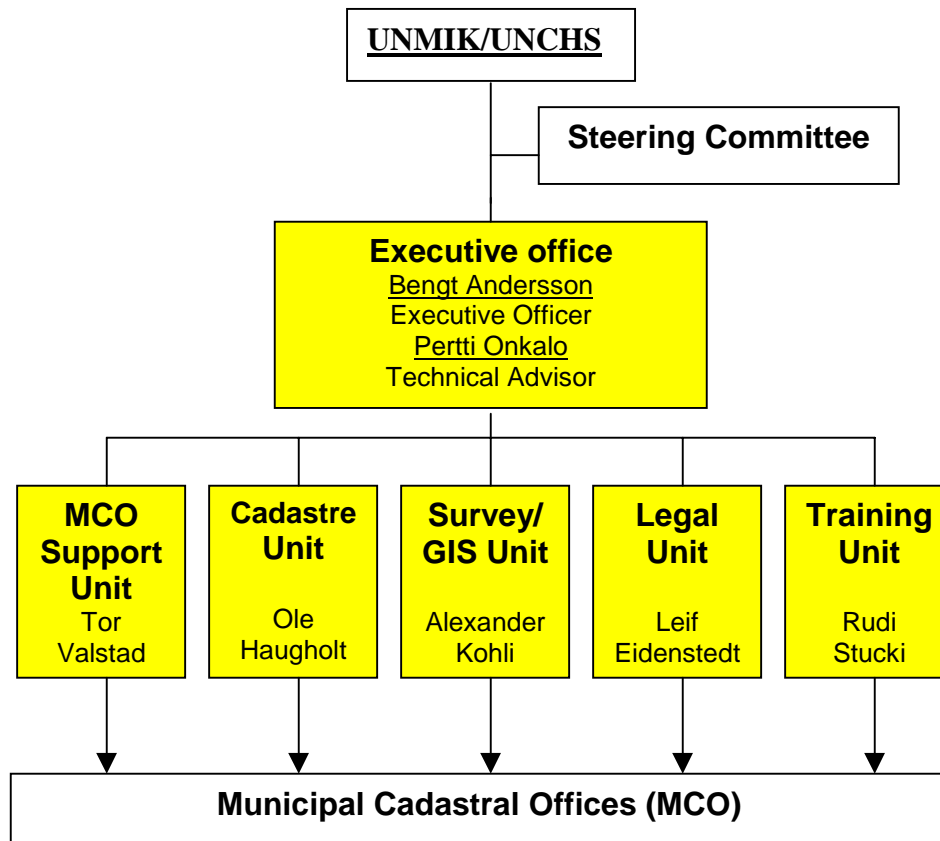 UNMIK/UNCHS
Steering Committee
Executive office
Bengt Andersson
Executive Officer
Pertti Onkalo
Technical Advisor
MCO
Support
Unit
Tor
Valstad
Cadastre
Unit
Ole
Haugholt
Survey/
GIS Unit
Alexander
Kohli
Legal
Unit
Leif
Eidenstedt
Training
Unit
Rudi
Stucki
Municipal Cadastral Offices (MCO)